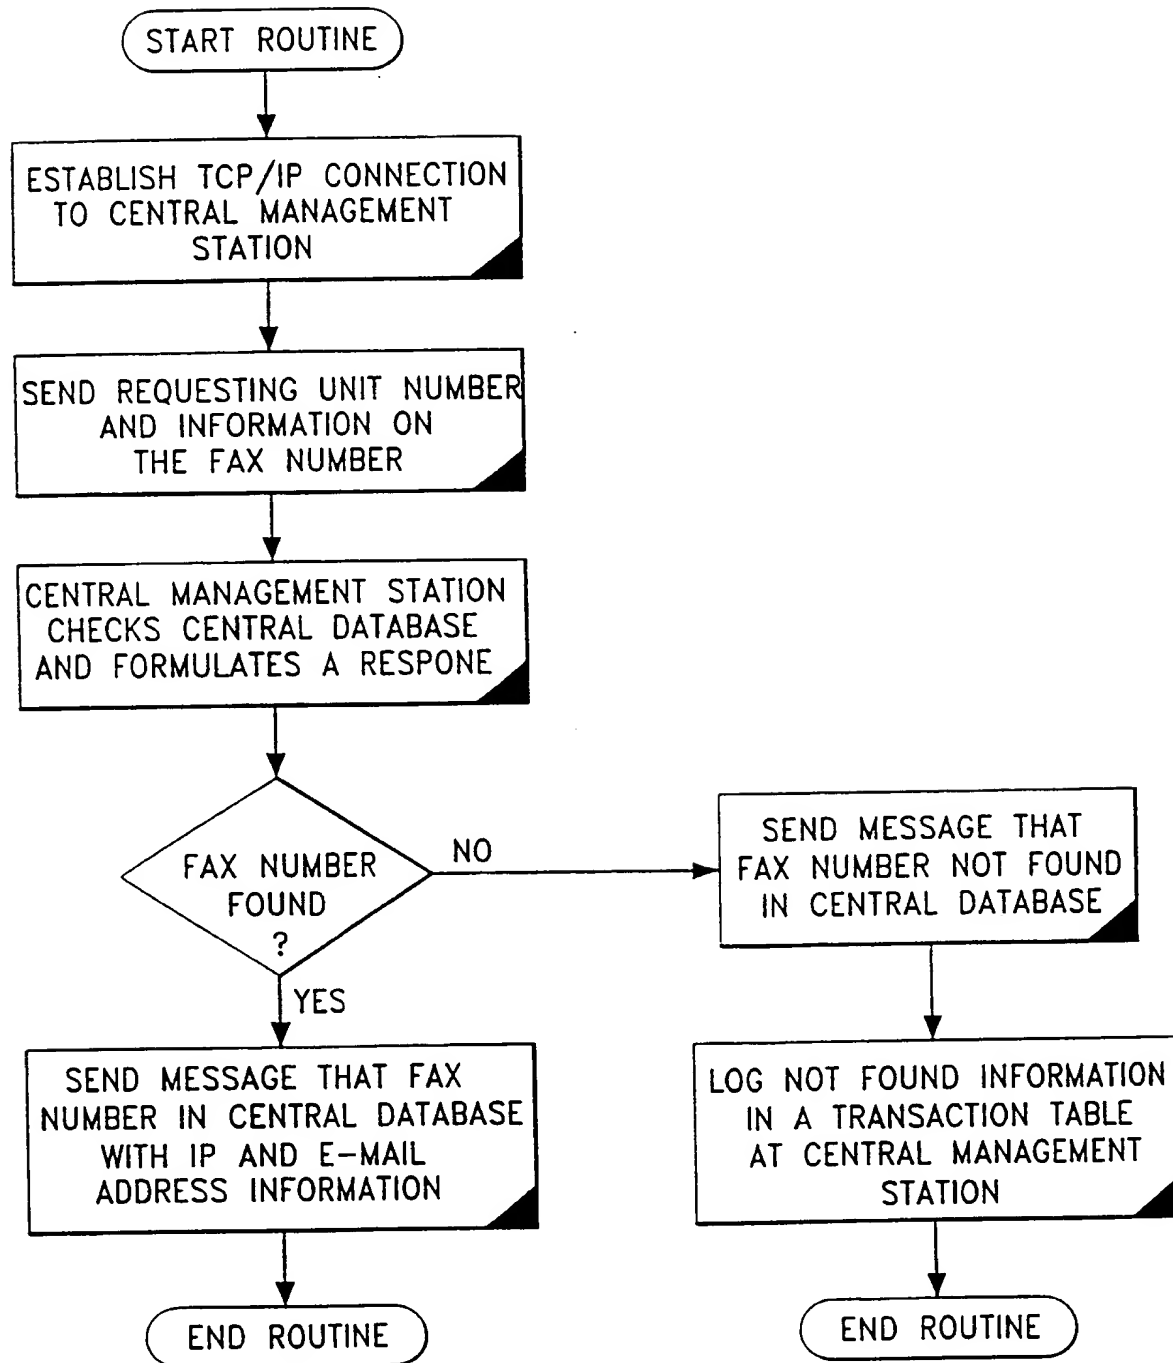 START ROUTINE
ESTABLISH TCP/IP CONNECTION
TO CENTRAL MANAGEMENT
STATION
SEND REQUESTING UNIT NUMBER
AND INFORMATION ON
THE FAX NUMBER
CENTRAL MANAGEMENT STATION
CHECKS CENTRAL DATABASE
AND FORMULATES A RESPONE
FAX NUMBER
FOUND
?
NO
YES
SEND MESSAGE THAT
FAX NUMBER NOT FOUND
IN CENTRAL DATABASE
SEND MESSAGE THAT FAX
NUMBER IN CENTRAL DATABASE
WITH IP AND E-MAIL
ADDRESS INFORMATION
LOG NOT FOUND INFORMATION
IN A TRANSACTION TABLE
AT CENTRAL MANAGEMENT
STATION
END ROUTINE
END ROUTINE